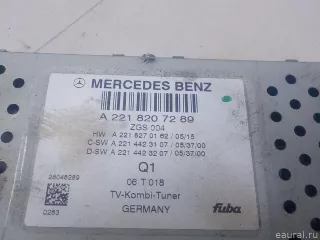 MERCEDES BENZ
A 221 820 72 89
ZGS 004
HW A 221 827 01 62 / 05/15
C-SW A 221 442 31 07 / 05/37/00
D-SW A 221 442 32 07 / 05/37/00
Q1
28048289
06 T 018
0263
TV-Kombi-Tuner
GERMANY
fuba
eaural.ru